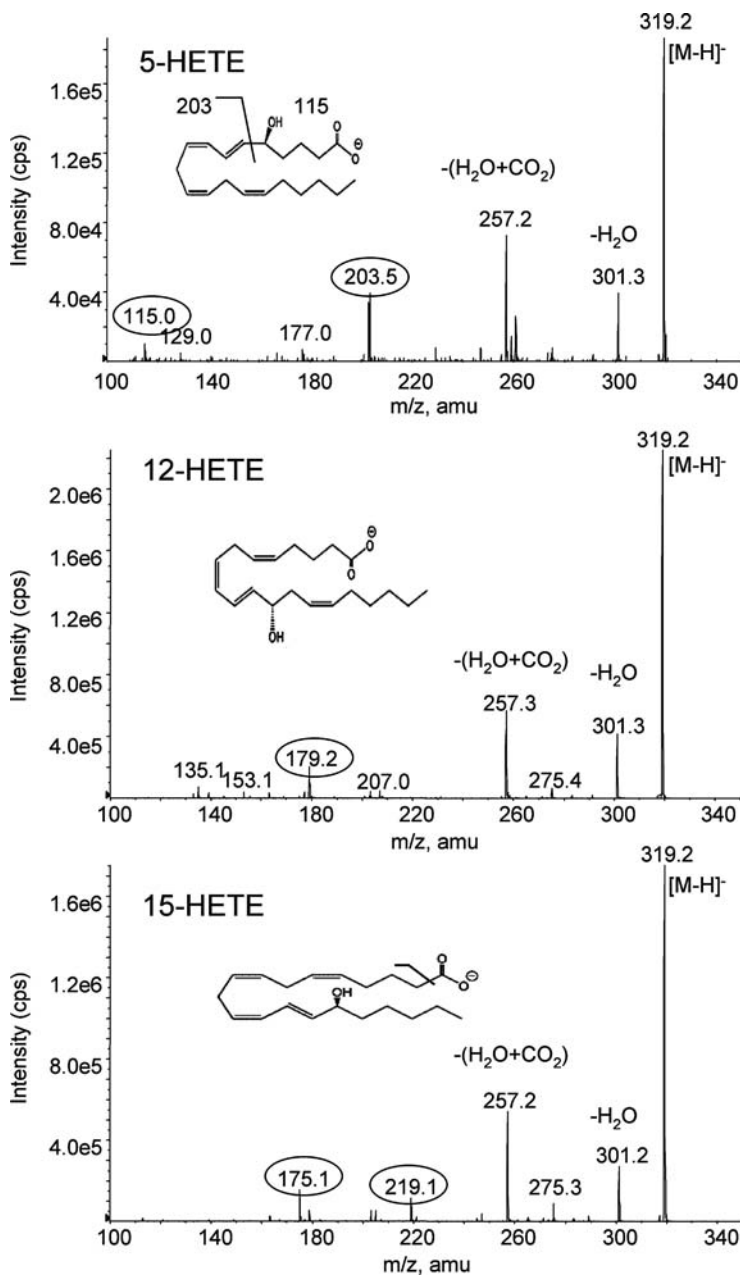 319.2
5-HETE
[M-H]-
203
115
OH
O
O
⊖
1.6e5
1.2e5
8.0e4
4.0e4
Intensity (cps)
-(H2O+CO2)
257.2
-H2O
301.3
203.5
115.0
129.0
177.0
100 140 180 220 260 300 340
m/z, amu
319.2
12-HETE
[M-H]-
⊖
O
O
OH
2.0e6
1.6e6
1.2e6
8.0e5
4.0e5
Intensity (cps)
-(H2O+CO2)
257.3
-H2O
301.3
179.2
135.1
153.1
207.0
275.4
100 140 180 220 260 300 340
m/z, amu
319.2
15-HETE
[M-H]-
O
O
⊖
OH
1.6e6
1.2e6
8.0e5
4.0e5
Intensity (cps)
-(H2O+CO2)
257.2
-H2O
301.2
175.1
219.1
275.3
100 140 180 220 260 300 340
m/z, amu